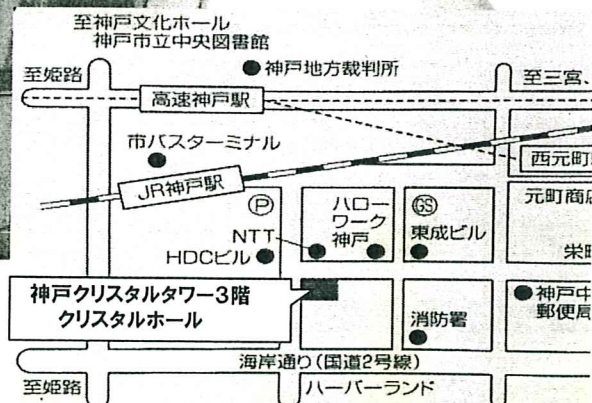 至神戸文化ホール
神戸市立中央図書館
神戸地方裁判所
至姫路
至三宮、
高速神戸駅
市バスターミナル
西元町
JR神戸駅
元町商店
Ⓟ
ハロー
ワーク
神戸
GS
東成ビル
NTT
HDCビル
栄町
神戸クリスタルタワー3階
クリスタルホール
神戸中
郵便局
消防署
海岸通り(国道2号線)
至姫路
ハーバーランド